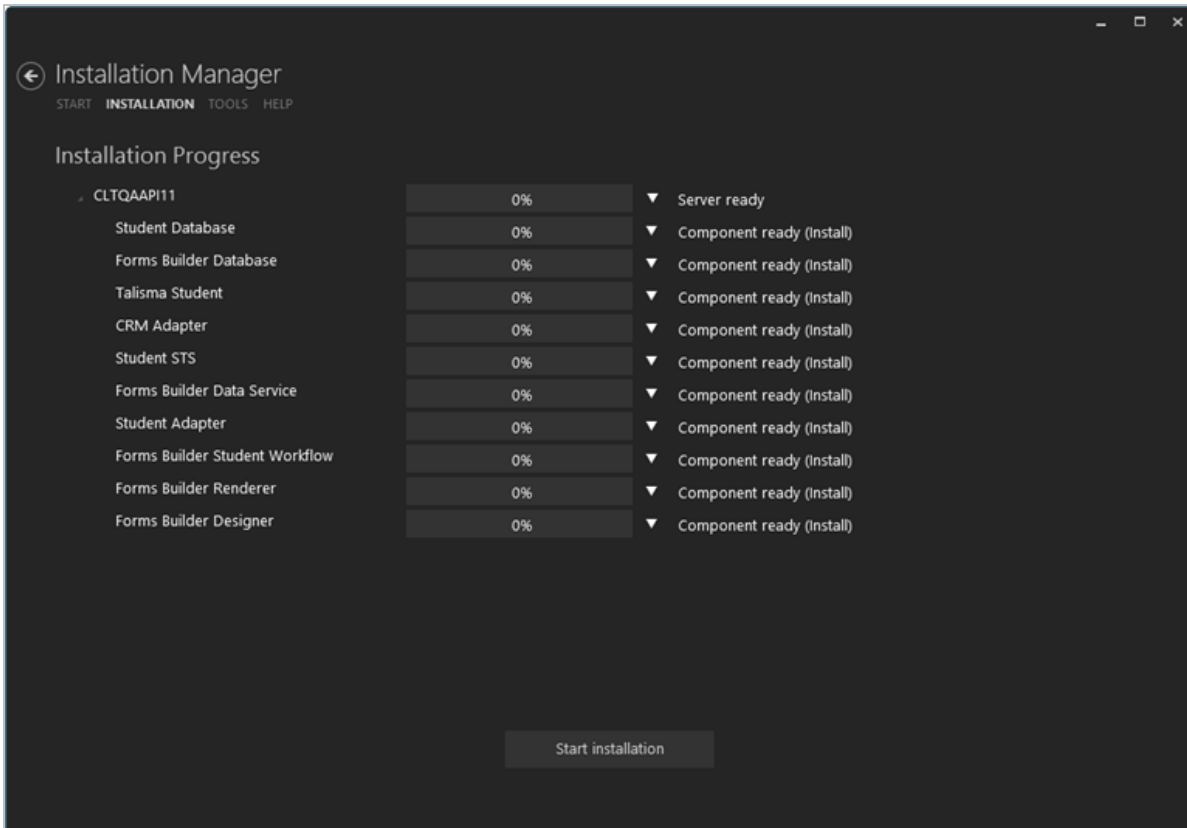 Installation Manager
START INSTALLATION TOOLS HELP
Installation Progress
CLTQAAPI11 0% Server ready
Student Database 0% Component ready (Install)
Forms Builder Database 0% Component ready (Install)
Talisma Student 0% Component ready (Install)
CRM Adapter 0% Component ready (Install)
Student STS 0% Component ready (Install)
Forms Builder Data Service 0% Component ready (Install)
Student Adapter 0% Component ready (Install)
Forms Builder Student Workflow 0% Component ready (Install)
Forms Builder Renderer 0% Component ready (Install)
Forms Builder Designer 0% Component ready (Install)
Start installation